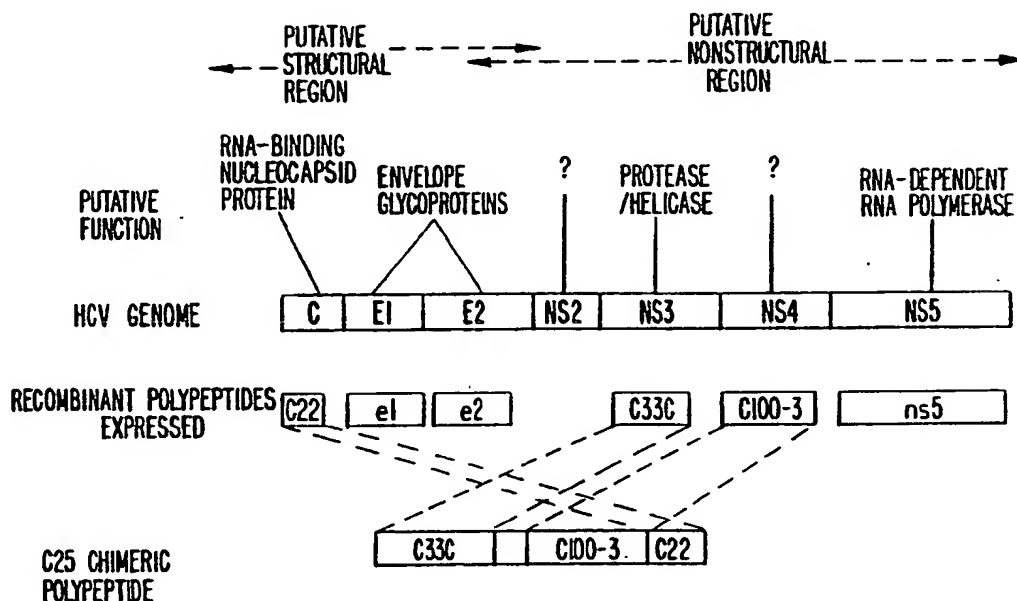 PUTATIVE
STRUCTURAL
REGION
PUTATIVE
NONSTRUCTURAL
REGION
PUTATIVE
FUNCTION
RNA-BINDING
NUCLEOCAPSID
PROTEIN
ENVELOPE
GLYCOPROTEINS
?
PROTEASE
/HELICASE
?
RNA-DEPENDENT
RNA POLYMERASE
HCV GENOME
C E1 E2 NS2 NS3 NS4 NS5
RECOMBINANT POLYPEPTIDES
EXPRESSED
C22 e1 e2 C33C C100-3 ns5
C25 CHIMERIC
POLYPEPTIDE
C33C C100-3. C22